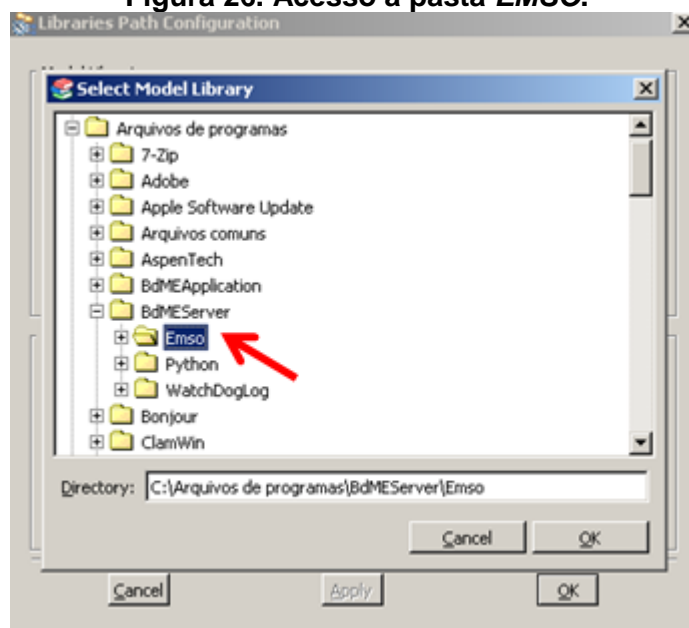 Figura 26. Acesso à pasta EMSO.
Libraries Path Configuration
Select Model Library
Arquivos de programas
7-Zip
Adobe
Apple Software Update
Arquivos comuns
AspenTech
BdMEApplication
BdMEServer
Emso
Python
WatchDogLog
Bonjour
ClamWin
Directory: C:\Arquivos de programas\BdMEServer\Emso
Cancel OK
Cancel Apply OK